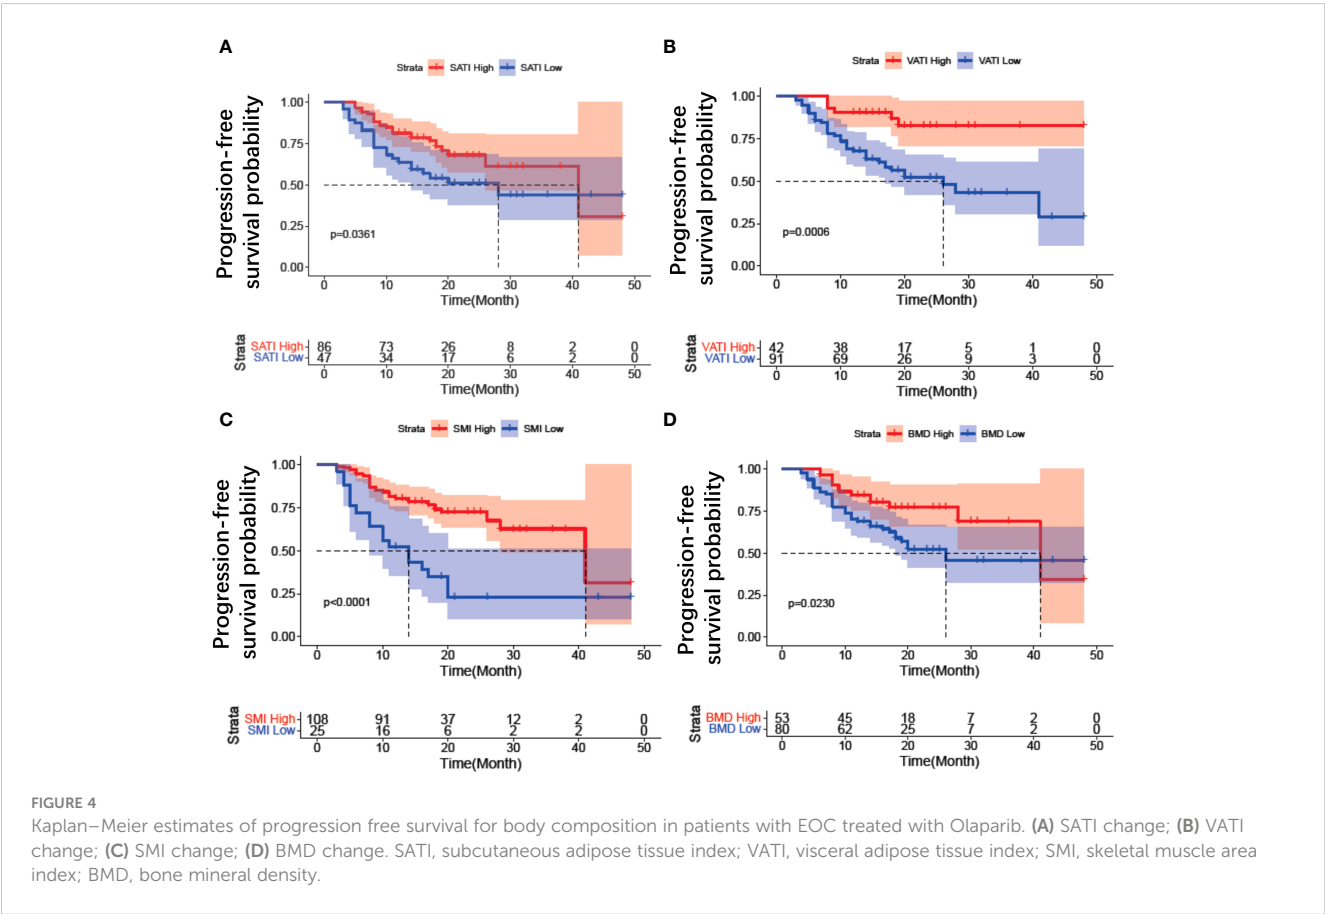 A
Strata SATI High SATI Low
Progression-free
survival probability
1.00
0.75
0.50
0.25
0.00
p=0.0361
0 10 20 30 40 50
Time(Month)
Strata
SATI High 86 73 26 8 2 0
SATI Low 47 34 17 6 2 0
0 10 20 30 40 50
Time(Month)
B
Strata VATI High VATI Low
Progression-free
survival probability
1.00
0.75
0.50
0.25
0.00
p=0.0006
0 10 20 30 40 50
Time(Month)
Strata
VATI High 42 38 17 5 1 0
VATI Low 91 69 26 9 3 0
0 10 20 30 40 50
Time(Month)
C
Strata SMI High SMI Low
Progression-free
survival probability
1.00
0.75
0.50
0.25
0.00
p<0.0001
0 10 20 30 40 50
Time(Month)
Strata
SMI High 108 91 37 12 2 0
SMI Low 25 16 6 2 2 0
0 10 20 30 40 50
Time(Month)
D
Strata BMD High BMD Low
Progression-free
survival probability
1.00
0.75
0.50
0.25
0.00
p=0.0230
0 10 20 30 40 50
Time(Month)
Strata
BMD High 53 45 18 7 2 0
BMD Low 80 62 25 7 2 0
0 10 20 30 40 50
Time(Month)
FIGURE 4
Kaplan–Meier estimates of progression free survival for body composition in patients with EOC treated with Olaparib. (A) SATI change; (B) VATI
change; (C) SMI change; (D) BMD change. SATI, subcutaneous adipose tissue index; VATI, visceral adipose tissue index; SMI, skeletal muscle area
index; BMD, bone mineral density.